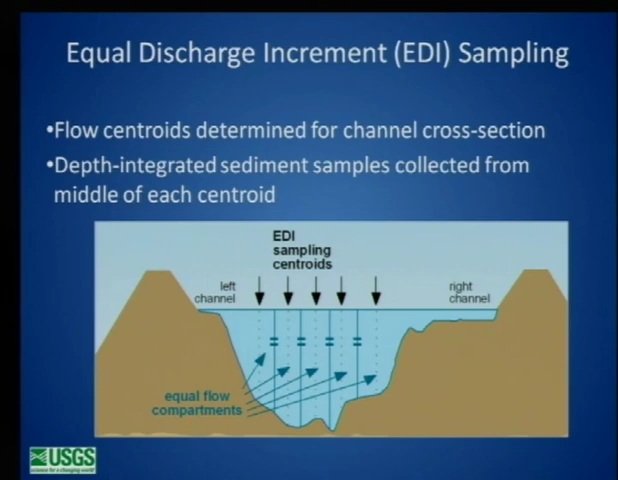 Equal Discharge Increment (EDI) Sampling
•Flow centroids determined for channel cross-section
•Depth-integrated sediment samples collected from
middle of each centroid
EDI
sampling
centroids
left
channel
right
channel
=
=
=
=
equal flow
compartments
USGS
science for a changing world